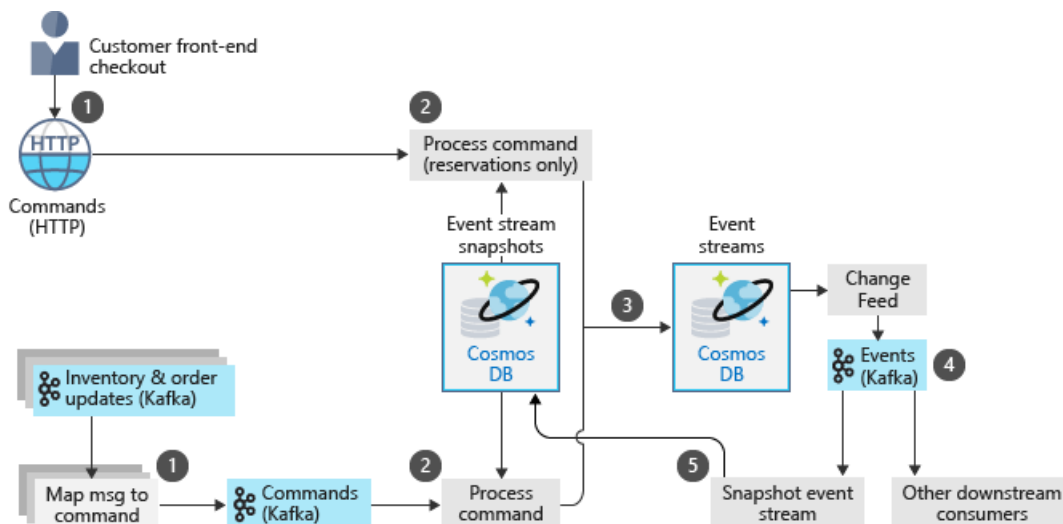 Customer front-end
checkout
1
2
HTTP
Process command
(reservations only)
Commands
(HTTP)
Event stream
snapshots
Event
streams
Change
Feed
3
Cosmos
DB
Cosmos
DB
Events
(Kafka)
4
Inventory & order
updates (Kafka)
1
2
5
Map msg to
command
Commands
(Kafka)
Process
command
Snapshot event
stream
Other downstream
consumers